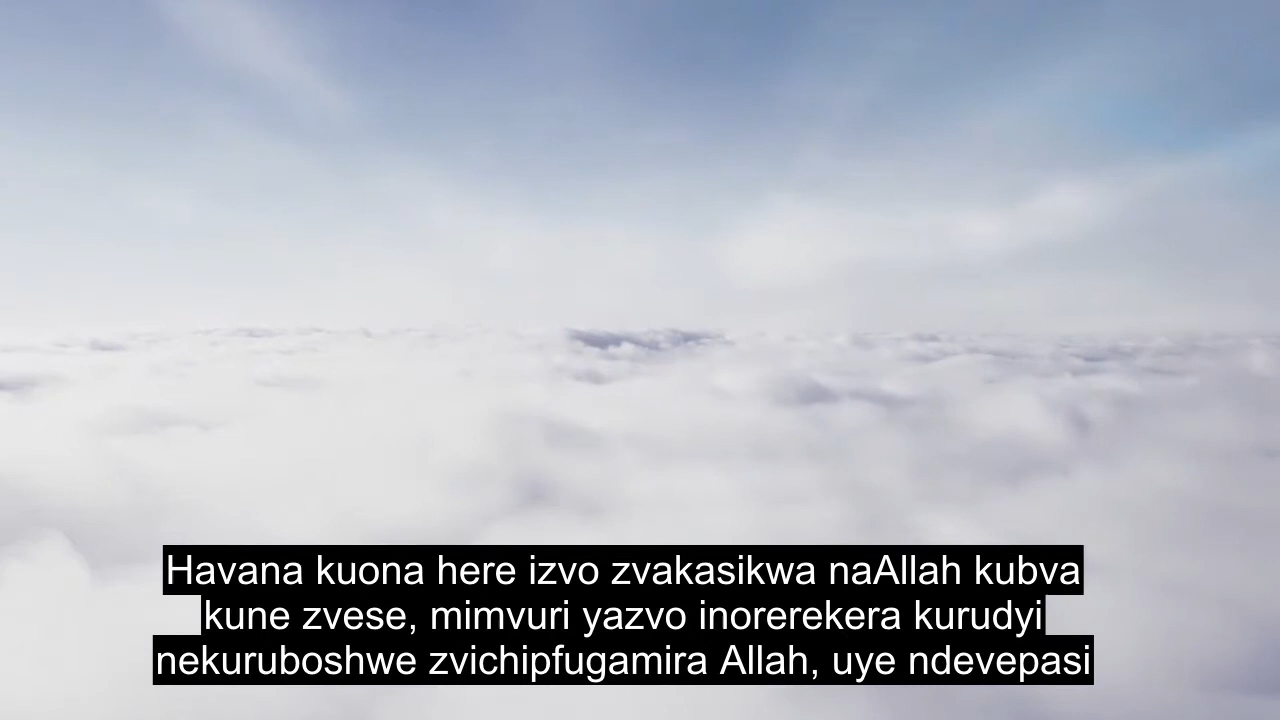 Havana kuona here izvo zvakasikwa naAllah kubva
kune zvese, mimvuri yazvo inorerekera kurudyi
nekuruboshwe zvichipfugamira Allah, uye ndevepasi